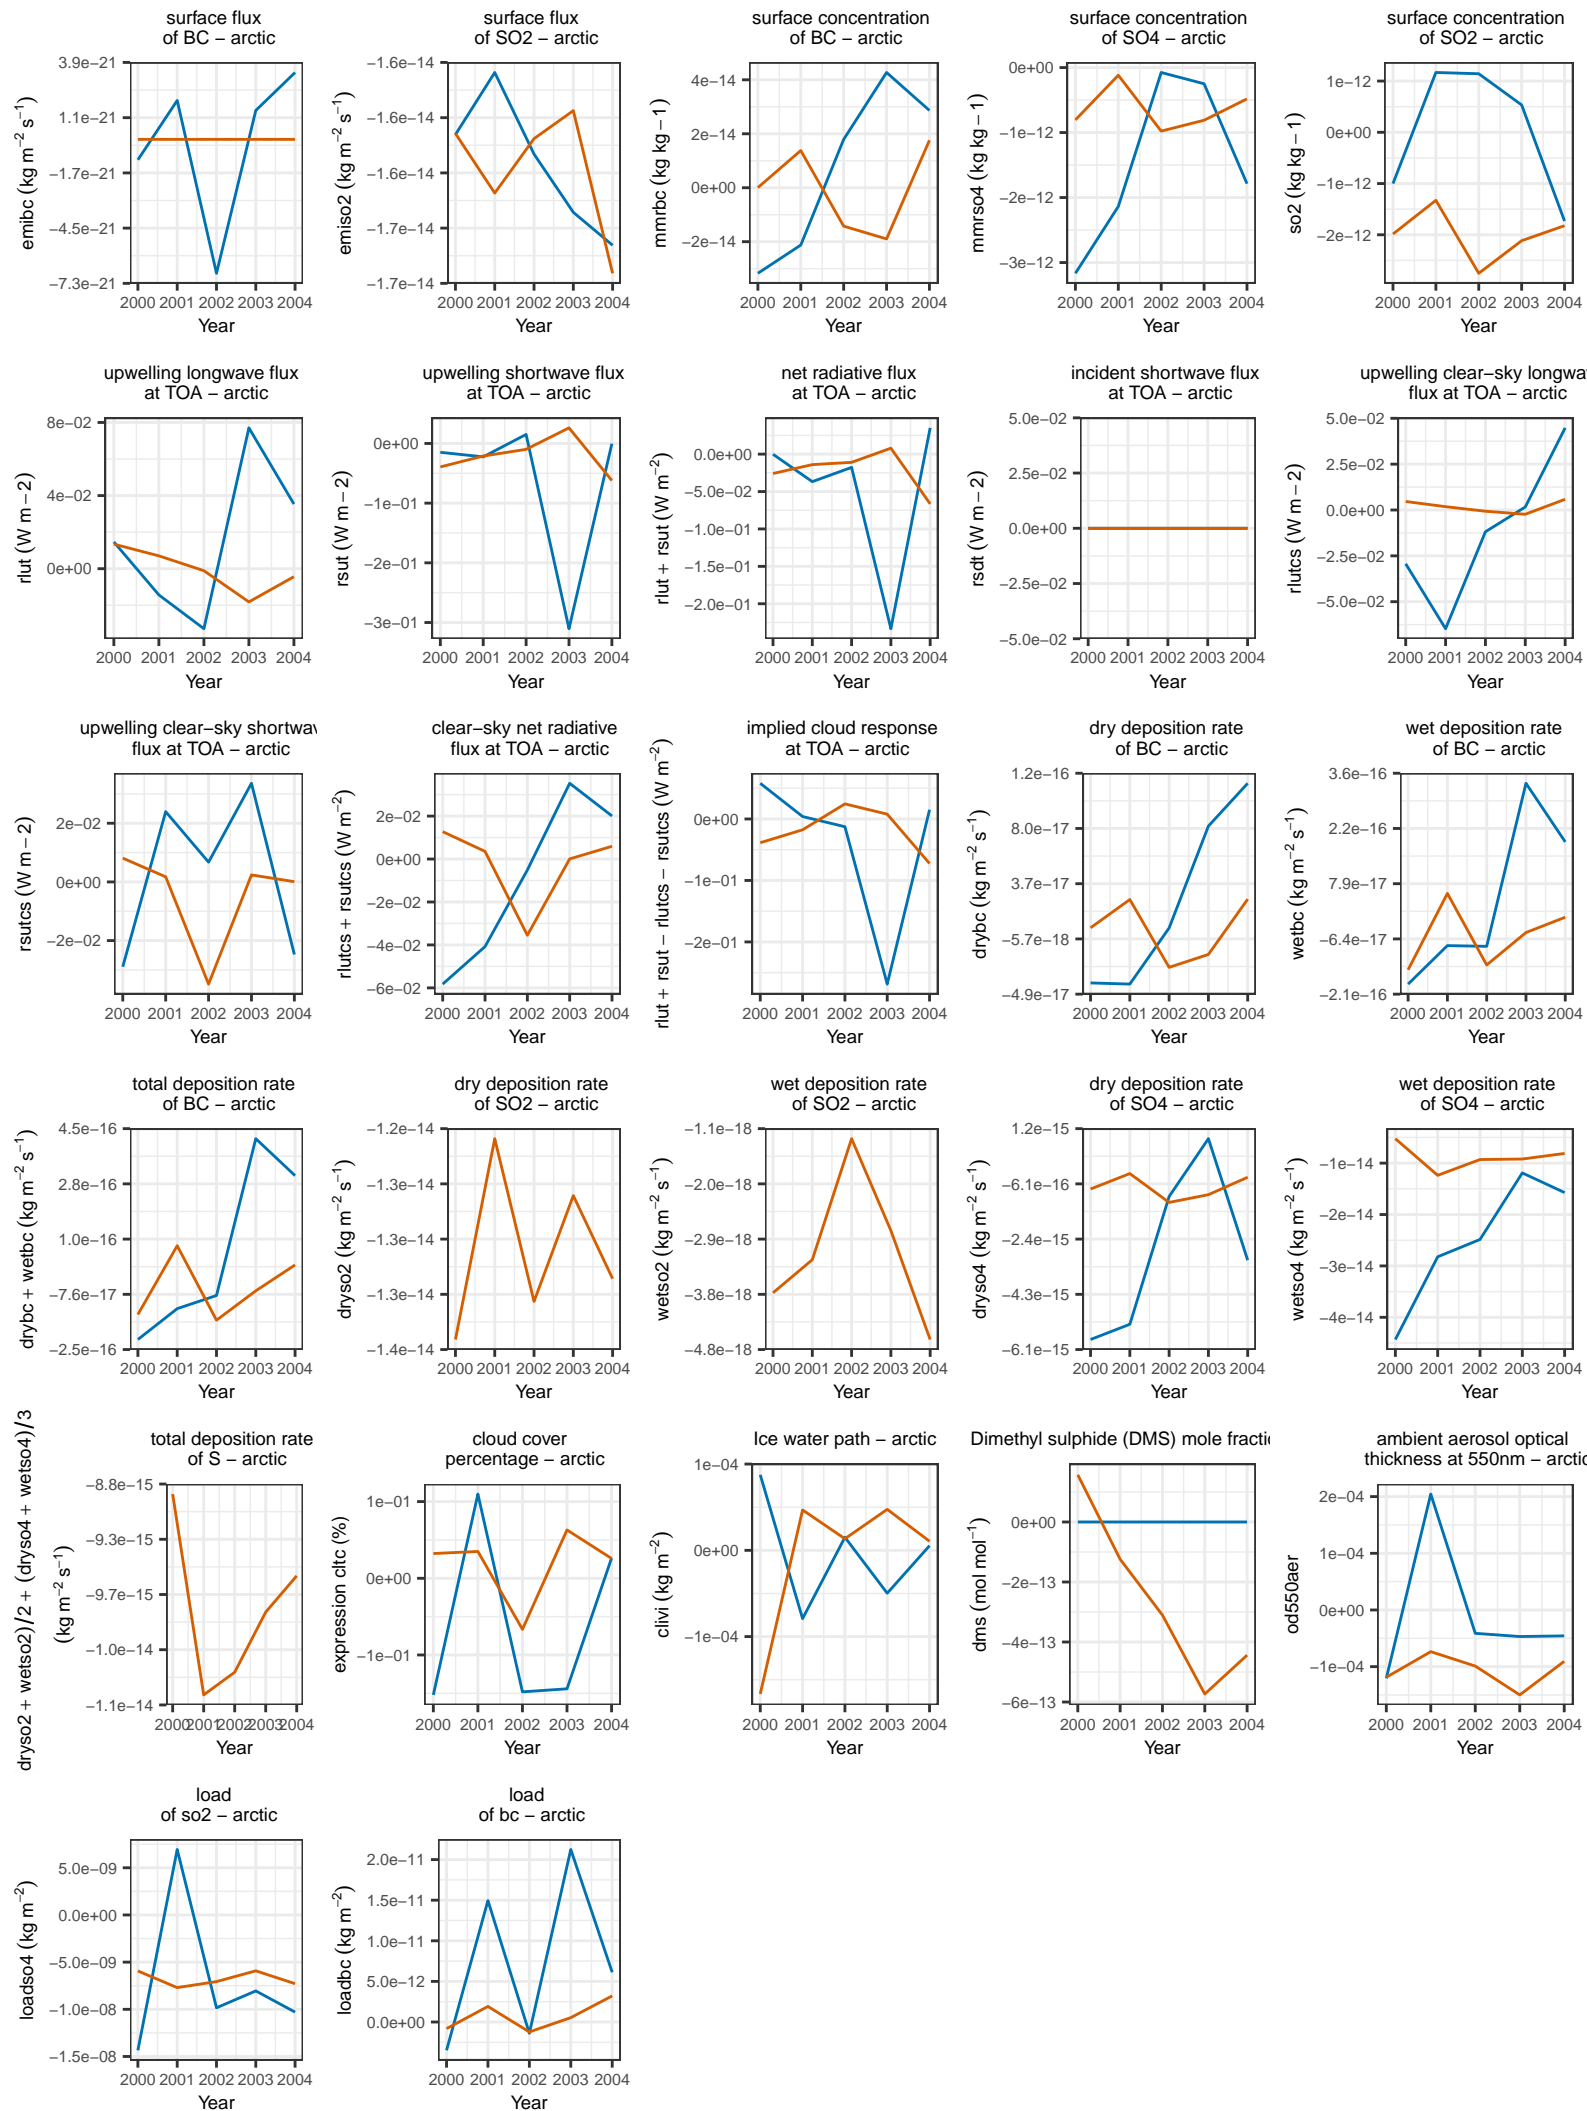 surface flux
of BC − arctic
3.9e−21
1.1e−21
−1.7e−21
−4.5e−21
−7.3e−21
2000 2001 2002 2003 2004
Year
emibc (kg m−2 s−1)
surface flux
of SO2 − arctic
−1.6e−14
−1.6e−14
−1.6e−14
−1.7e−14
−1.7e−14
2000 2001 2002 2003 2004
Year
emiso2 (kg m−2 s−1)
surface concentration
of BC − arctic
4e−14
2e−14
0e+00
−2e−14
2000 2001 2002 2003 2004
Year
mmrbc (kg kg − 1)
surface concentration
of SO4 − arctic
0e+00
−1e−12
−2e−12
−3e−12
2000 2001 2002 2003 2004
Year
mmrso4 (kg kg − 1)
surface concentration
of SO2 − arctic
1e−12
0e+00
−1e−12
−2e−12
2000 2001 2002 2003 2004
Year
so2 (kg kg − 1)
upwelling longwave flux
at TOA − arctic
8e−02
4e−02
0e+00
2000 2001 2002 2003 2004
Year
rlut (W m − 2)
upwelling shortwave flux
at TOA − arctic
0e+00
−1e−01
−2e−01
−3e−01
2000 2001 2002 2003 2004
Year
rsut (W m − 2)
net radiative flux
at TOA − arctic
0.0e+00
−5.0e−02
−1.0e−01
−1.5e−01
−2.0e−01
2000 2001 2002 2003 2004
Year
rlut + rsut (W m−2)
incident shortwave flux
at TOA − arctic
5.0e−02
2.5e−02
0.0e+00
−2.5e−02
−5.0e−02
2000 2001 2002 2003 2004
Year
rsdt (W m − 2)
upwelling clear−sky longwav
flux at TOA − arctic
5.0e−02
2.5e−02
0.0e+00
−2.5e−02
−5.0e−02
2000 2001 2002 2003 2004
Year
rlutcs (W m − 2)
upwelling clear−sky shortwav
flux at TOA − arctic
2e−02
0e+00
−2e−02
2000 2001 2002 2003 2004
Year
rsutcs (W m − 2)
clear−sky net radiative
flux at TOA − arctic
2e−02
0e+00
−2e−02
−4e−02
−6e−02
2000 2001 2002 2003 2004
Year
rlutcs + rsutcs (W m−2)
implied cloud response
at TOA − arctic
0e+00
−1e−01
−2e−01
2000 2001 2002 2003 2004
Year
rlut + rsut − rlutcs − rsutcs (W m−2)
dry deposition rate
of BC − arctic
1.2e−16
8.0e−17
3.7e−17
−5.7e−18
−4.9e−17
2000 2001 2002 2003 2004
Year
drybc (kg m−2 s−1)
wet deposition rate
of BC − arctic
3.6e−16
2.2e−16
7.9e−17
−6.4e−17
−2.1e−16
2000 2001 2002 2003 2004
Year
wetbc (kg m−2 s−1)
total deposition rate
of BC − arctic
4.5e−16
2.8e−16
1.0e−16
−7.6e−17
−2.5e−16
2000 2001 2002 2003 2004
Year
drybc + wetbc (kg m−2 s−1)
dry deposition rate
of SO2 − arctic
−1.2e−14
−1.3e−14
−1.3e−14
−1.3e−14
−1.4e−14
2000 2001 2002 2003 2004
Year
dryso2 (kg m−2 s−1)
wet deposition rate
of SO2 − arctic
−1.1e−18
−2.0e−18
−2.9e−18
−3.8e−18
−4.8e−18
2000 2001 2002 2003 2004
Year
wetso2 (kg m−2 s−1)
dry deposition rate
of SO4 − arctic
1.2e−15
−6.1e−16
−2.4e−15
−4.3e−15
−6.1e−15
2000 2001 2002 2003 2004
Year
dryso4 (kg m−2 s−1)
wet deposition rate
of SO4 − arctic
−1e−14
−2e−14
−3e−14
−4e−14
2000 2001 2002 2003 2004
Year
wetso4 (kg m−2 s−1)
total deposition rate
of S − arctic
−8.8e−15
−9.3e−15
−9.7e−15
−1.0e−14
−1.1e−14
2000 2001 2002 2003 2004
Year
dryso2 + wetso2)/2 + (dryso4 + wetso4)/3
(kg m−2 s−1)
cloud cover
percentage − arctic
1e−01
0e+00
−1e−01
2000 2001 2002 2003 2004
Year
expression cltc (%)
Ice water path − arctic
1e−04
0e+00
−1e−04
2000 2001 2002 2003 2004
Year
clivi (kg m−2)
Dimethyl sulphide (DMS) mole fractio
0e+00
−2e−13
−4e−13
−6e−13
2000 2001 2002 2003 2004
Year
dms (mol mol−1)
ambient aerosol optical
thickness at 550nm − arctic
2e−04
1e−04
0e+00
−1e−04
2000 2001 2002 2003 2004
Year
od550aer
load
of so2 − arctic
5.0e−09
0.0e+00
−5.0e−09
−1.0e−08
−1.5e−08
2000 2001 2002 2003 2004
Year
loadso4 (kg m−2)
load
of bc − arctic
2.0e−11
1.5e−11
1.0e−11
5.0e−12
0.0e+00
2000 2001 2002 2003 2004
Year
loadbc (kg m−2)